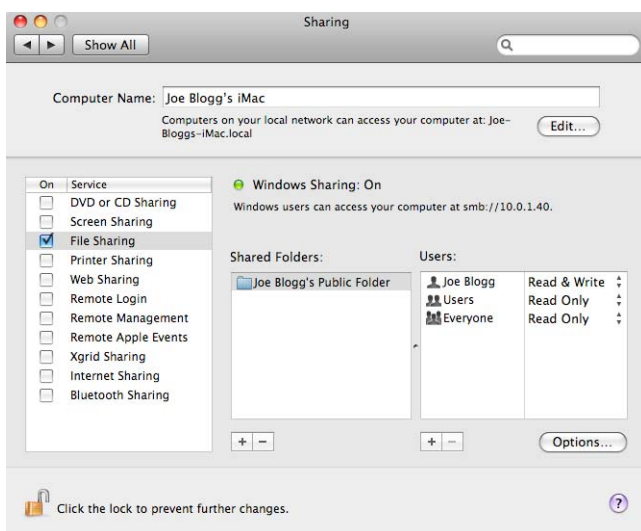 Sharing
Show All
Computer Name: Joe Blogg's iMac
Computers on your local network can access your computer at: Joe-
Bloggs-iMac.local
Edit...
On Service
DVD or CD Sharing
Screen Sharing
File Sharing
Printer Sharing
Web Sharing
Remote Login
Remote Management
Remote Apple Events
Xgrid Sharing
Internet Sharing
Bluetooth Sharing
Windows Sharing: On
Windows users can access your computer at smb://10.0.1.40.
Shared Folders:
Joe Blogg's Public Folder
Users:
Joe Blogg Read & Write
Users Read Only
Everyone Read Only
+ −
+ −
Options...
Click the lock to prevent further changes.
?